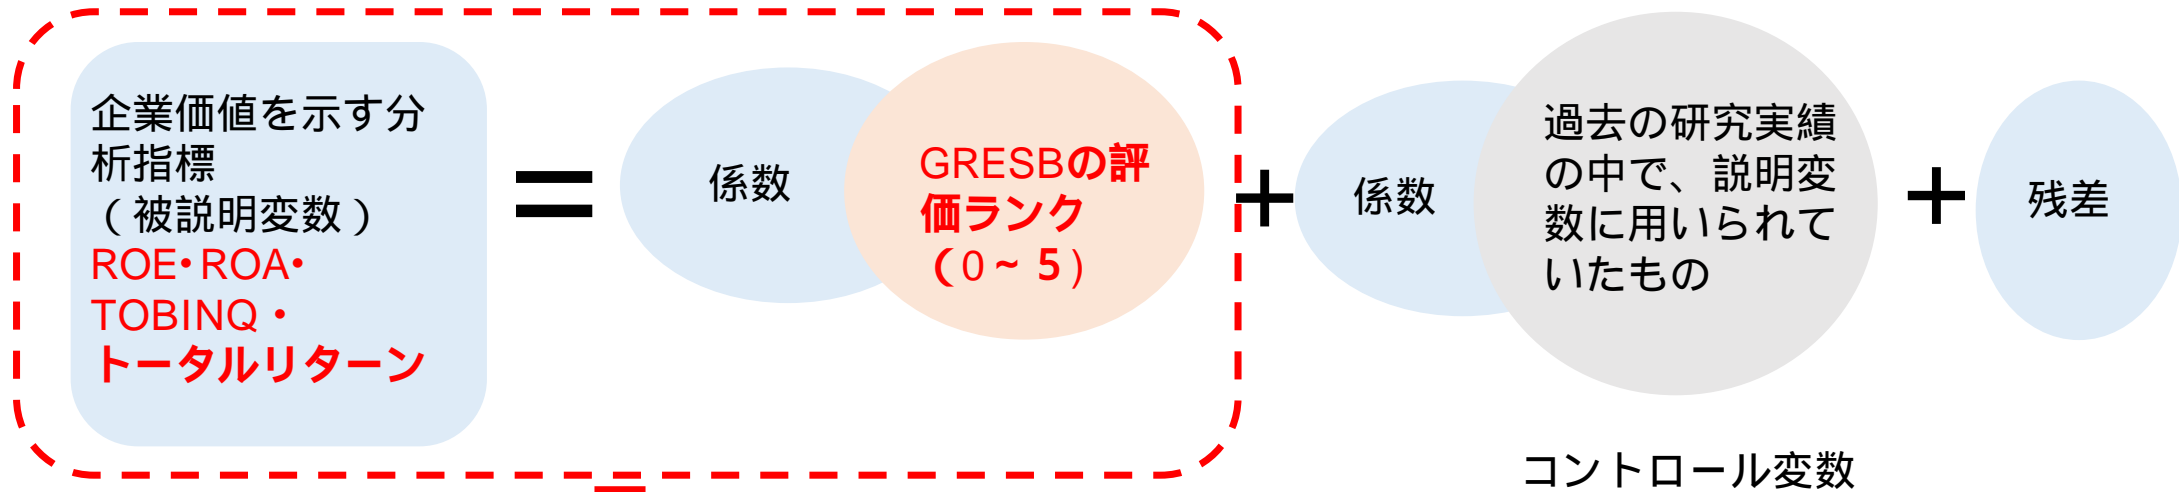 企業価値を示す分
析指標
（被説明変数）
ROE・ROA・
TOBINQ・
トータルリターン
＝
係数
GRESBの評
価ランク
（0～５）
＋
係数
過去の研究実績
の中で、説明変
数に用いられて
いたもの
＋
残差
コントロール変数